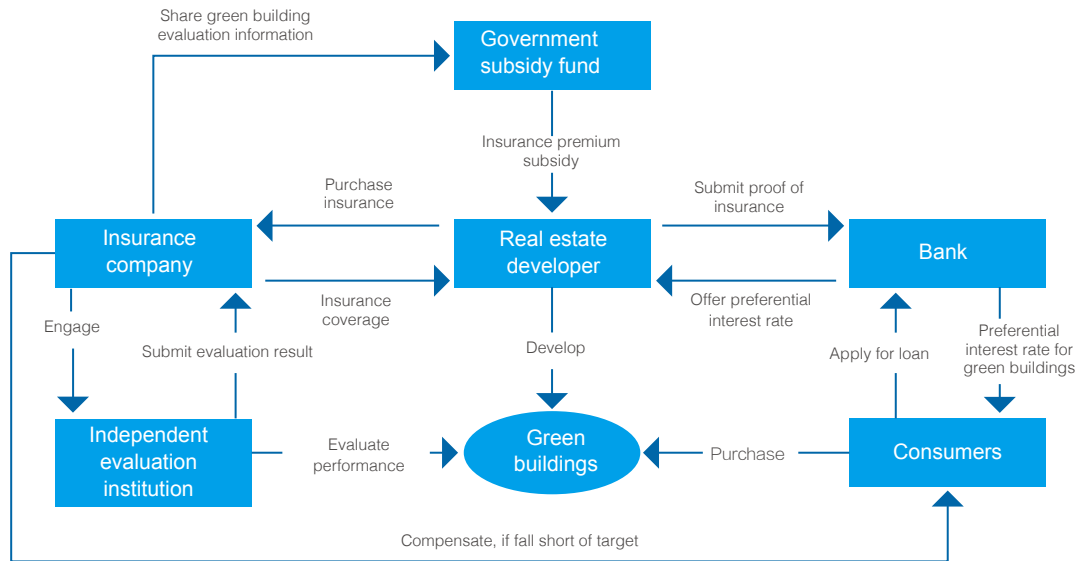 Share green building
evaluation information
Government
subsidy fund
Insurance premium
subsidy
Purchase
insurance
Submit proof of
insurance
Insurance
company
Real estate
developer
Bank
Insurance
coverage
Offer preferential
interest rate
Engage
Submit evaluation result
Develop
Apply for loan
Preferential
interest rate for
green buildings
Independent
evaluation
institution
Evaluate
performance
Green
buildings
Purchase
Consumers
Compensate, if fall short of target